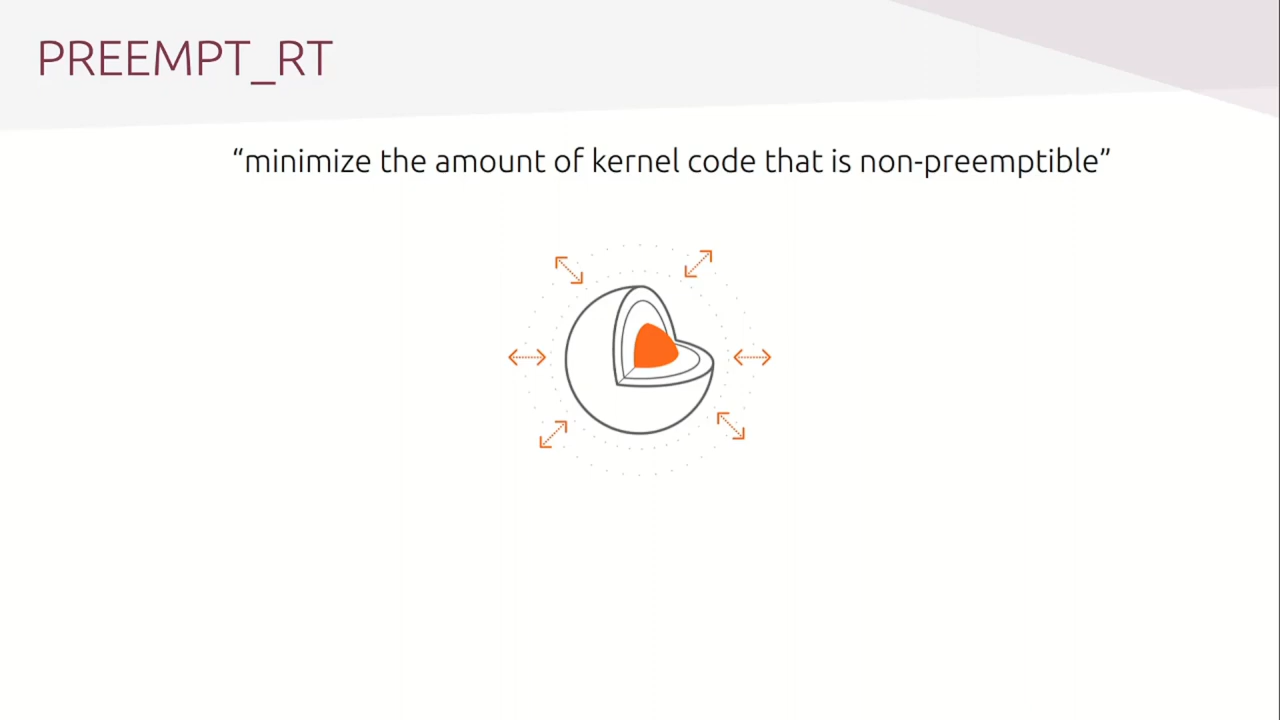 PREEMPT_RT
“minimize the amount of kernel code that is non-preemptible”